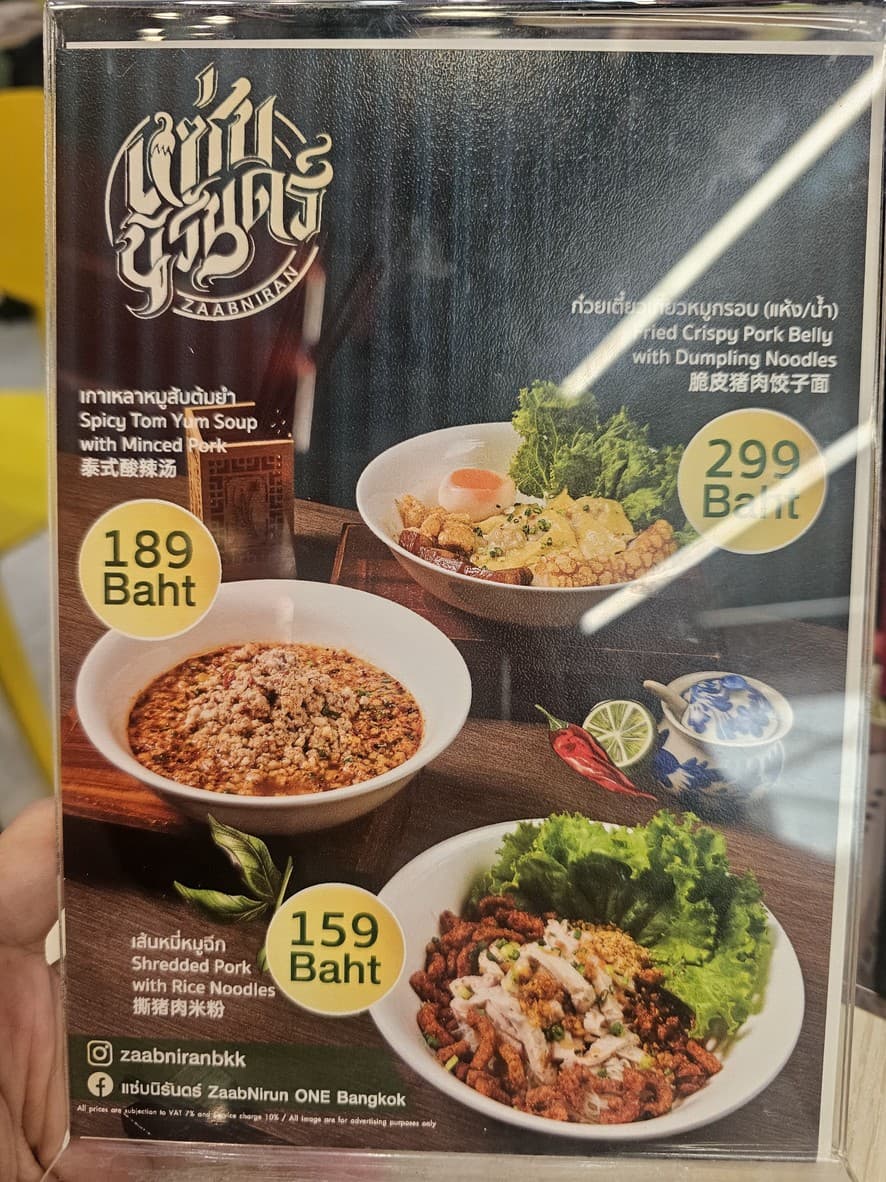 แซ่บ
นิรันดร์
ZAABNIRAN
ก๋วยเตี๋ยวเกี๊ยวหมูกรอบ (แห้ง/น้ำ)
Fried Crispy Pork Belly
with Dumpling Noodles
脆皮猪肉饺子面
299
Baht
เกาเหลาหมูสับต้มยำ
Spicy Tom Yum Soup
with Minced Pork
泰式酸辣汤
189
Baht
159
Baht
เส้นหมี่หมูฉีก
Shredded Pork
with Rice Noodles
撕猪肉米粉
zaabniranbkk
แซ่บนิรันดร์ ZaabNirun ONE Bangkok
All prices are subjection to VAT 7% and Service charge 10% / All image are for advertising purposes only